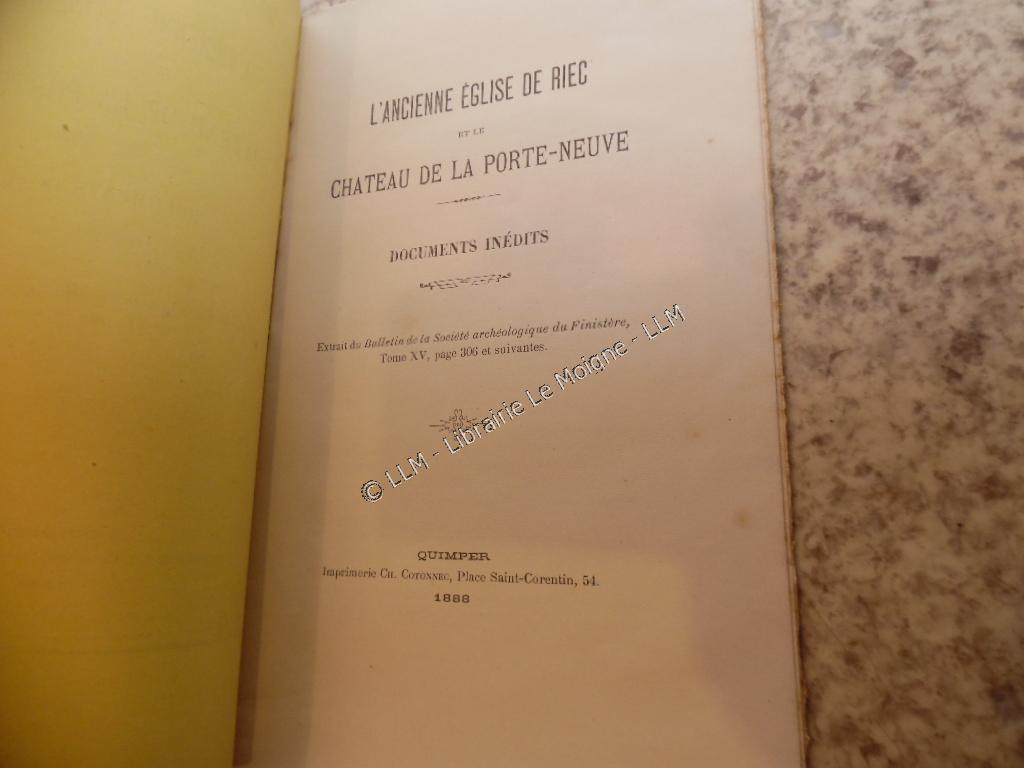 L'ANCIENNE ÉGLISE DE RIEC
ET LE
CHATEAU DE LA PORTE-NEUVE
DOCUMENTS INÉDITS
Extrait du Bulletin de la Société archéologique du Finistère,
Tome XV, page 306 et suivantes.
© LLM - Librairie Le Moigne - LLM
QUIMPER
Imprimerie CH. COTONNEC, Place Saint-Corentin, 54.
1888